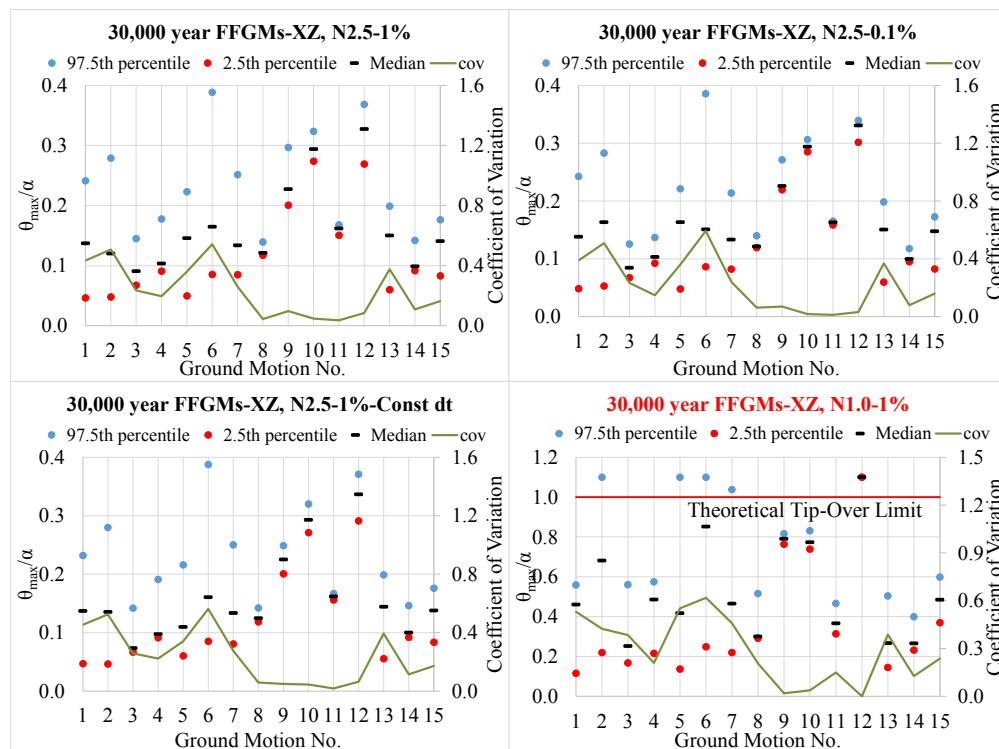 30,000 year FFGMs-XZ, N2.5-1%
97.5th percentile 2.5th percentile Median cov
0.4 0.3 0.2 0.1 0.0
θmax/α
1.6 1.2 0.8 0.4 0.0
Coefficient of Variation
1 2 3 4 5 6 7 8 9 10 11 12 13 14 15
Ground Motion No.
30,000 year FFGMs-XZ, N2.5-0.1%
97.5th percentile 2.5th percentile Median cov
0.4 0.3 0.2 0.1 0.0
θmax/α
1.6 1.2 0.8 0.4 0.0
Coefficient of Variation
1 2 3 4 5 6 7 8 9 10 11 12 13 14 15
Ground Motion No.
30,000 year FFGMs-XZ, N2.5-1%-Const dt
97.5th percentile 2.5th percentile Median cov
0.4 0.3 0.2 0.1 0.0
θmax/α
1.6 1.2 0.8 0.4 0.0
Coefficient of Variation
1 2 3 4 5 6 7 8 9 10 11 12 13 14 15
Ground Motion No.
30,000 year FFGMs-XZ, N1.0-1%
97.5th percentile 2.5th percentile Median cov
1.2 1.0 0.8 0.6 0.4 0.2 0.0
θmax/α
Theoretical Tip-Over Limit
1.5 1.2 0.9 0.6 0.3 0.0
Coefficient of Variation
1 2 3 4 5 6 7 8 9 10 11 12 13 14 15
Ground Motion No.